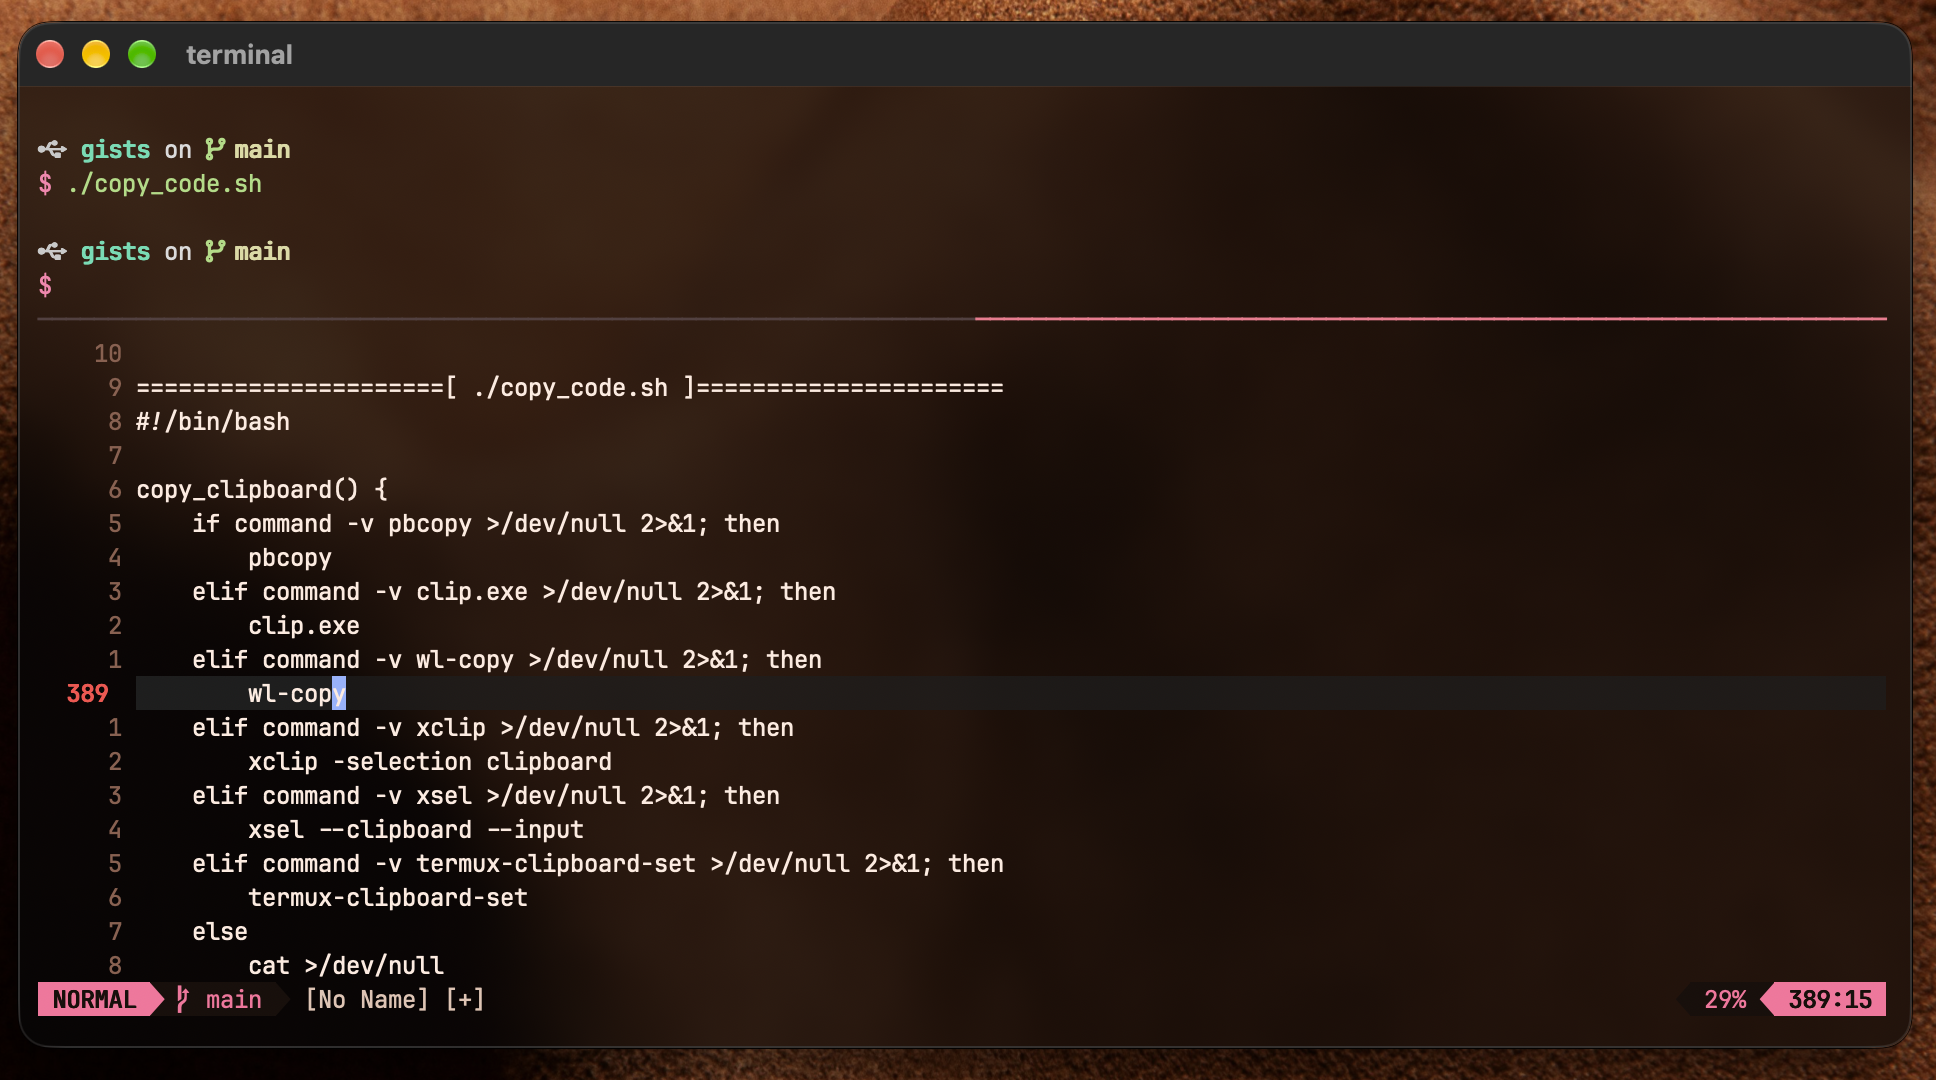 terminal
gists on main
$ ./copy_code.sh
gists on main
$
10
9 ======================[ ./copy_code.sh ]======================
8 #!/bin/bash
7
6 copy_clipboard() {
5     if command -v pbcopy >/dev/null 2>&1; then
4         pbcopy
3     elif command -v clip.exe >/dev/null 2>&1; then
2         clip.exe
1     elif command -v wl-copy >/dev/null 2>&1; then
389         wl-copy
1     elif command -v xclip >/dev/null 2>&1; then
2         xclip -selection clipboard
3     elif command -v xsel >/dev/null 2>&1; then
4         xsel --clipboard --input
5     elif command -v termux-clipboard-set >/dev/null 2>&1; then
6         termux-clipboard-set
7     else
8         cat >/dev/null
NORMAL main [No Name] [+] 29% 389:15